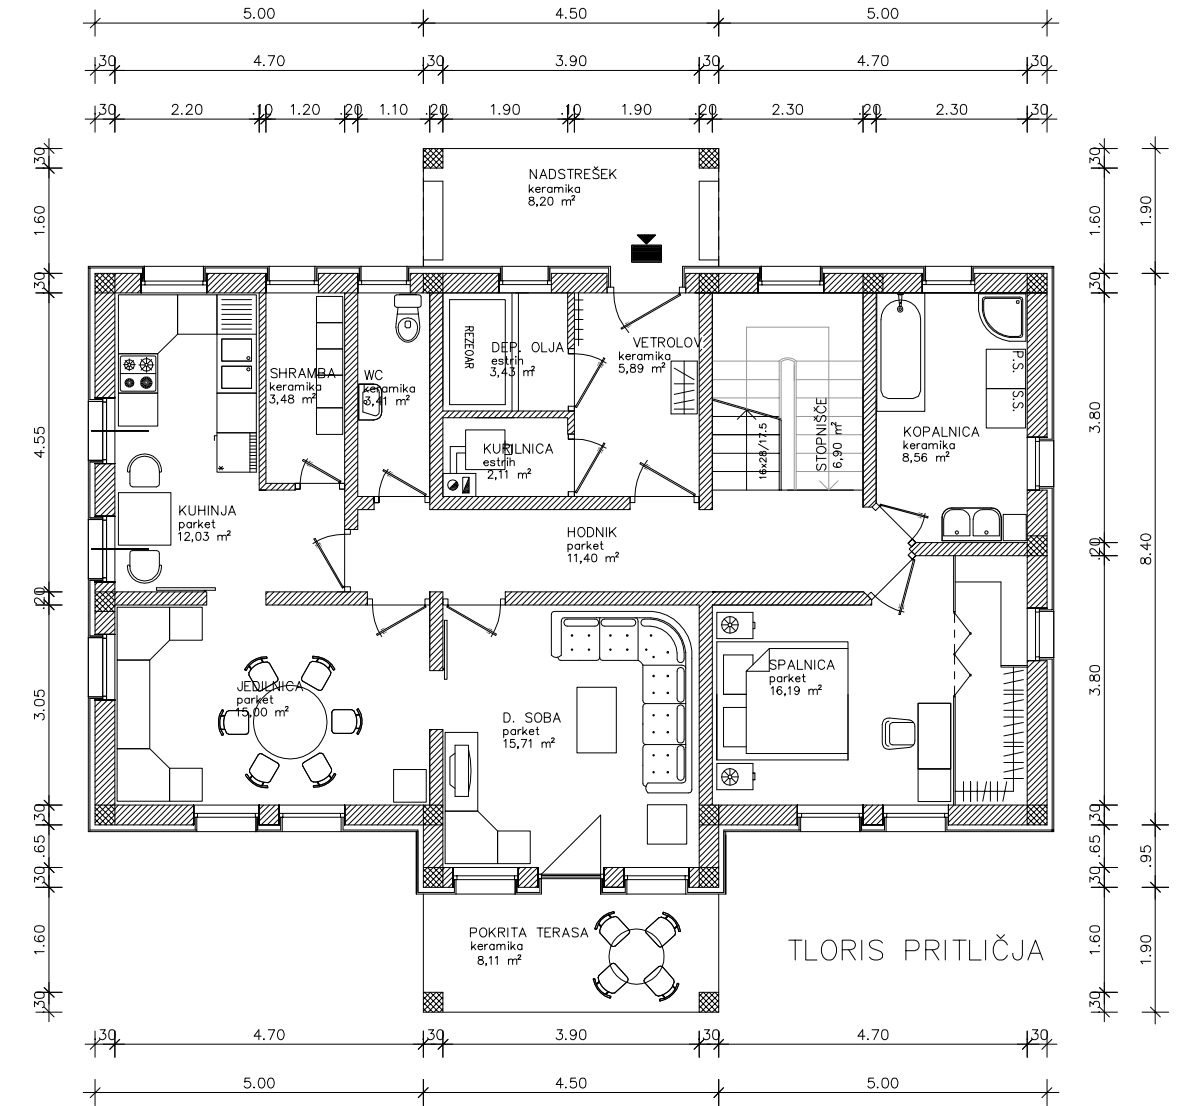 5.00 4.50 5.00
.30 4.70 .30 3.90 .30 4.70 .30
.30 2.20 .10 1.20 .20 1.10 .20 1.90 .10 1.90 .20 2.30 .20 2.30 .30
.30
1.60
.30
4.55
.20
3.05
.30
.65
.30
1.60
.30
NADSTREŠEK
keramika
8,20 m²
REZEOAR
DEP. OLJA
estrih
3,43 m²
VETROLOV
keramika
5,89 m²
SHRAMBA
keramika
3,48 m²
WC
keramika
3,41 m²
KURILNICA
estrih
2,11 m²
16x28/17.5
STOPNIŠČE
6,90 m²
P.S. S.S.
KOPALNICA
keramika
8,56 m²
KUHINJA
parket
12,03 m²
HODNIK
parket
11,40 m²
JEDILNICA
parket
15,00 m²
D. SOBA
parket
15,71 m²
SPALNICA
parket
16,19 m²
POKRITA TERASA
keramika
8,11 m²
TLORIS PRITLIČJA
.30
1.60
.30
3.80
.20
3.80
.30
.65
.30
1.60
.30
1.90
8.40
.95
1.90
.30 4.70 .30 3.90 .30 4.70 .30
5.00 4.50 5.00